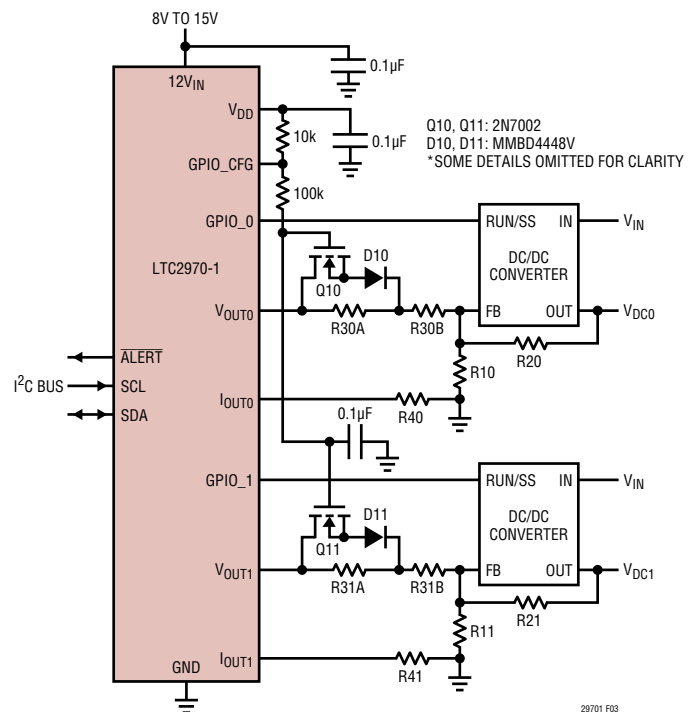 8V TO 15V
0.1µF
12VIN
VDD
10k
0.1µF
Q10, Q11: 2N7002
D10, D11: MMBD4448V
*SOME DETAILS OMITTED FOR CLARITY
GPIO_CFG
100k
GPIO_0
RUN/SS
IN
VIN
DC/DC
CONVERTER
D10
LTC2970-1
Q10
VOUT0
R30A
R30B
FB
OUT
VDC0
R20
ALERT
R10
I2C BUS
SCL
SDA
IOUT0
R40
0.1µF
GPIO_1
RUN/SS
IN
VIN
DC/DC
CONVERTER
D11
Q11
VOUT1
R31A
R31B
FB
OUT
VDC1
R21
R11
IOUT1
R41
GND
29701 F03